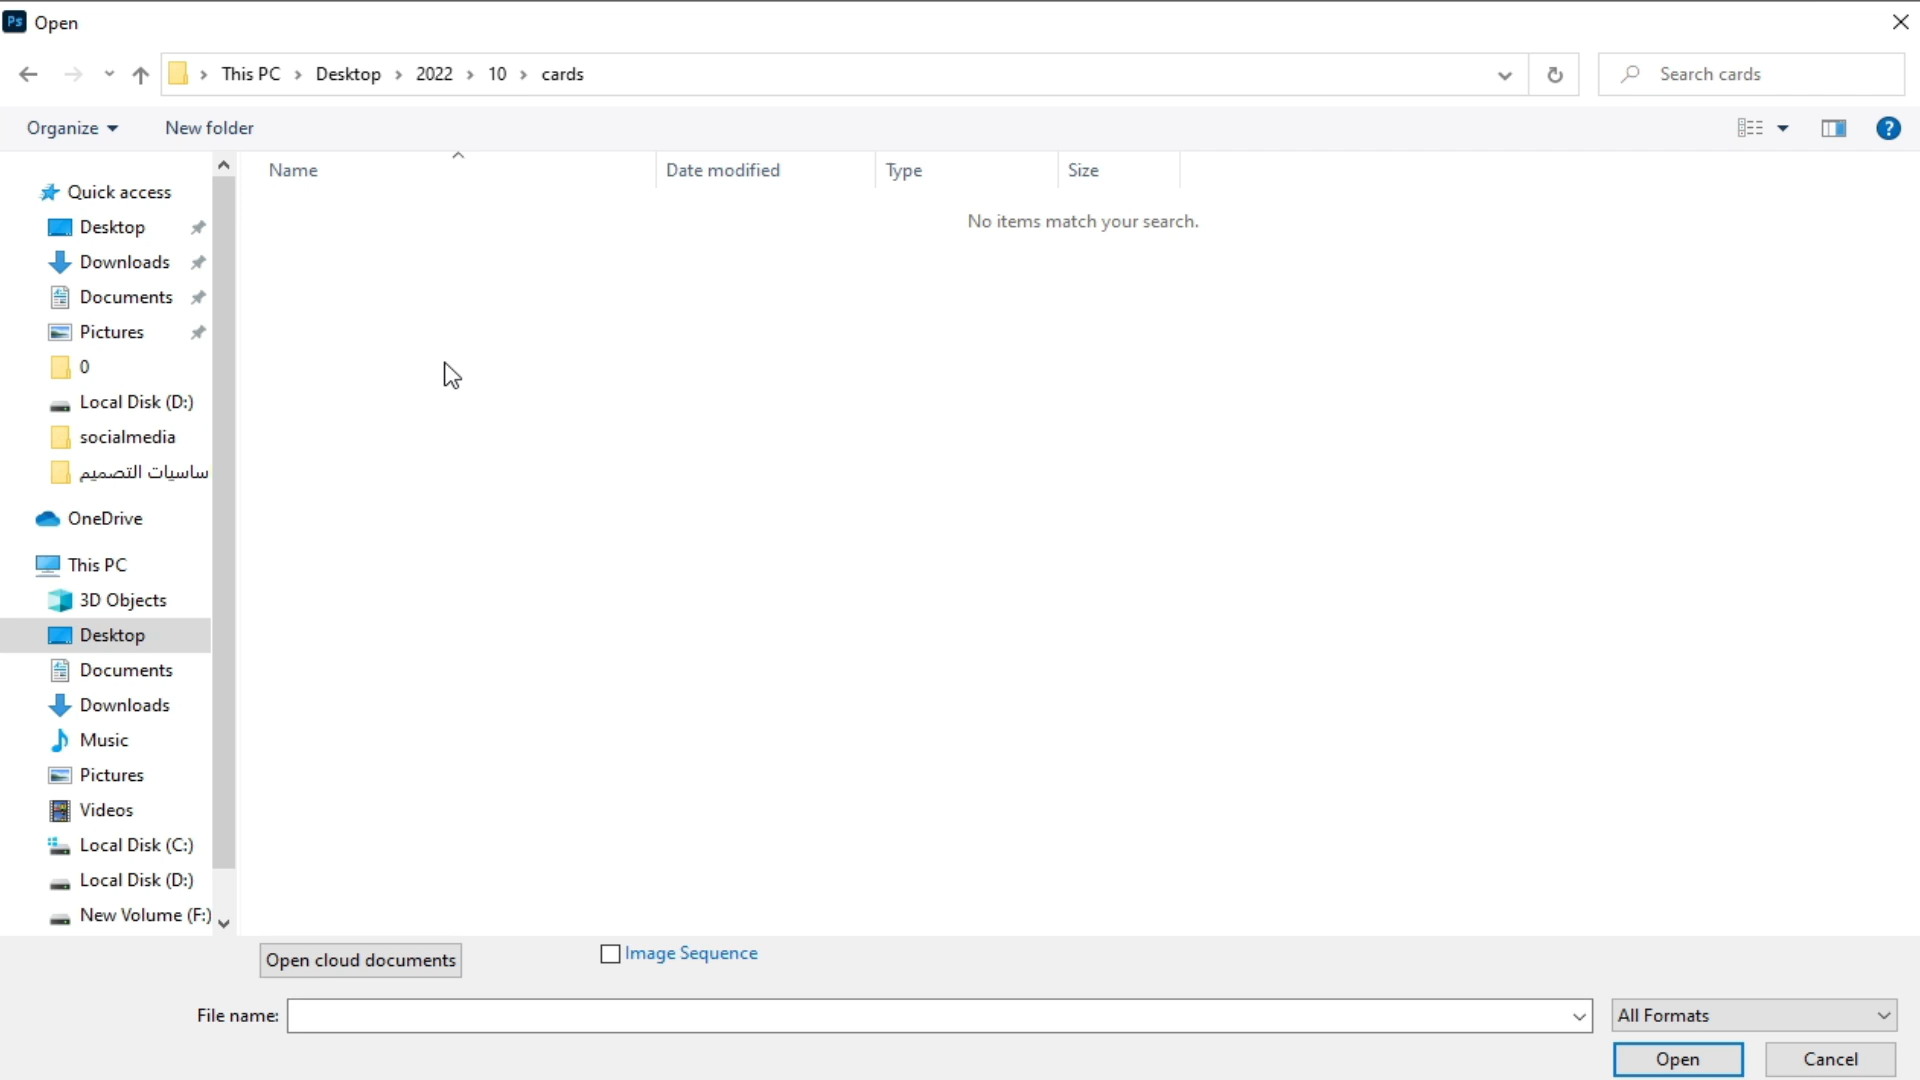 Ps Open
This PC > Desktop > 2022 > 10 > cards
Search cards
Organize
New folder
?
Name
Date modified
Type
Size
No items match your search.
Quick access
Desktop
Downloads
Documents
Pictures
0
Local Disk (D:)
socialmedia
ساسيات التصميم
OneDrive
This PC
3D Objects
Desktop
Documents
Downloads
Music
Pictures
Videos
Local Disk (C:)
Local Disk (D:)
New Volume (F:)
Open cloud documents
Image Sequence
File name:
All Formats
Open
Cancel